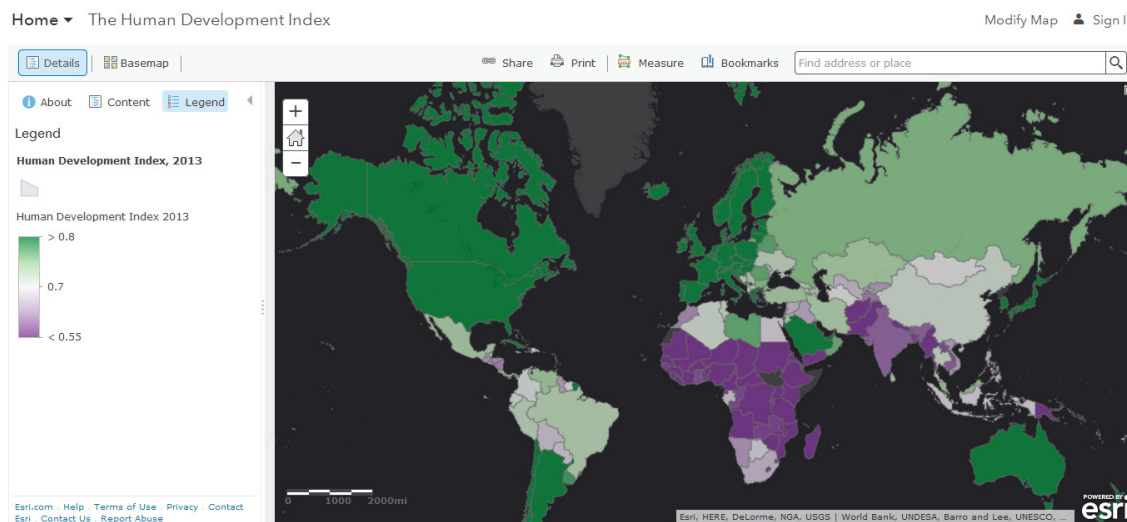 Home ▾ The Human Development Index Modify Map Sign I
Details Basemap Share Print Measure Bookmarks Find address or place
About Content Legend
Legend
Human Development Index, 2013
Human Development Index 2013
> 0.8
0.7
< 0.55
+
−
0 1000 2000mi
Esri.com . Help . Terms of Use . Privacy . Contact
Esri . Contact Us . Report Abuse
Esri, HERE, DeLorme, NGA, USGS | World Bank, UNDESA, Barro and Lee, UNESCO, ...
POWERED BY
esri